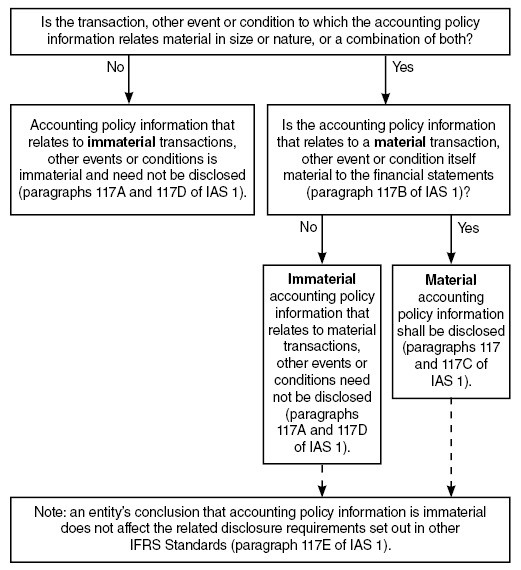 Is the transaction, other event or condition to which the accounting policy
information relates material in size or nature, or a combination of both?
No
Yes
Accounting policy information that
relates to immaterial transactions,
other events or conditions is
immaterial and need not be disclosed
(paragraphs 117A and 117D of IAS 1).
Is the accounting policy information
that relates to a material transaction,
other event or condition itself
material to the financial statements
(paragraph 117B of IAS 1)?
No
Yes
Immaterial
accounting policy
information that
relates to material
transactions,
other events or
conditions need
not be disclosed
(paragraphs
117A and 117D
of IAS 1).
Material
accounting
policy information
shall be disclosed
(paragraphs 117
and 117C of
IAS 1).
Note: an entity's conclusion that accounting policy information is immaterial
does not affect the related disclosure requirements set out in other
IFRS Standards (paragraph 117E of IAS 1).